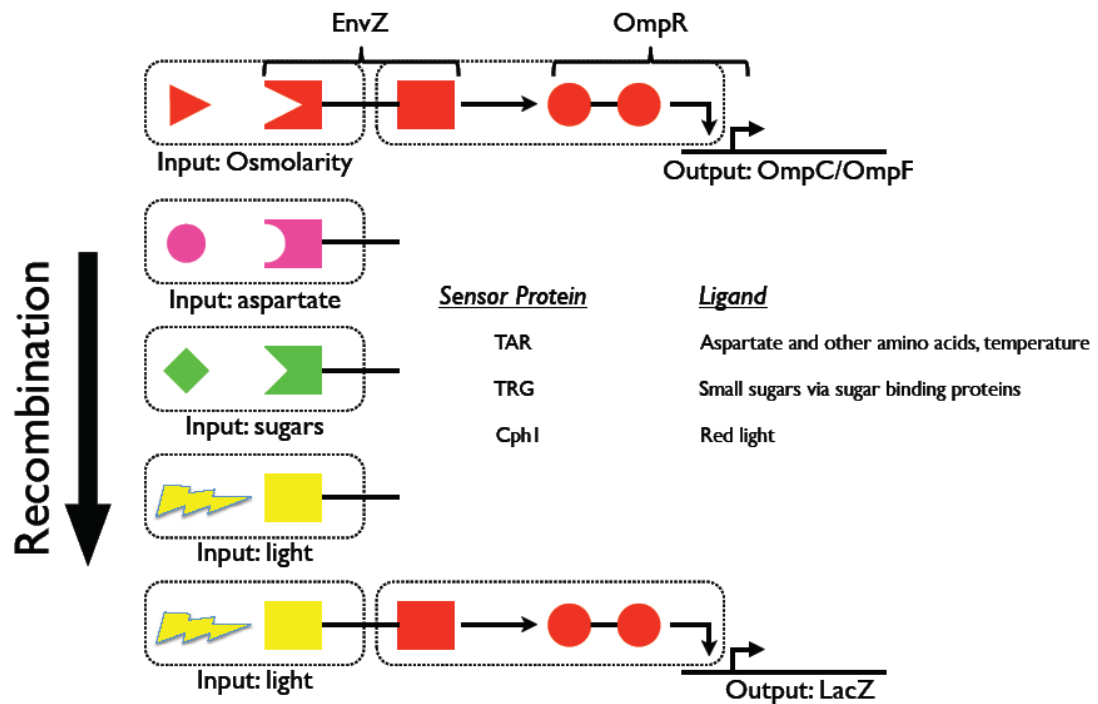 EnvZ
OmpR
Input: Osmolarity
Output: OmpC/OmpF
Recombination
Input: aspartate
Sensor Protein Ligand
TAR Aspartate and other amino acids, temperature
TRG Small sugars via sugar binding proteins
Cph1 Red light
Input: sugars
Input: light
Input: light
Output: LacZ